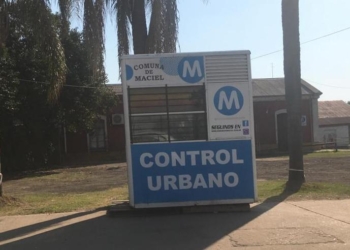 COMUNA
DE
MACIEL
M
M
CONTROL
URBANO